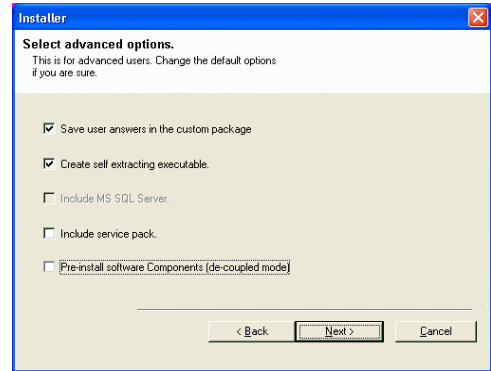 Installer
Select advanced options.
This is for advanced users. Change the default options
if you are sure.
Save user answers in the custom package
Create self extracting executable.
Include MS SQL Server.
Include service pack.
Pre-install software Components (de-coupled mode)
< Back
Next >
Cancel